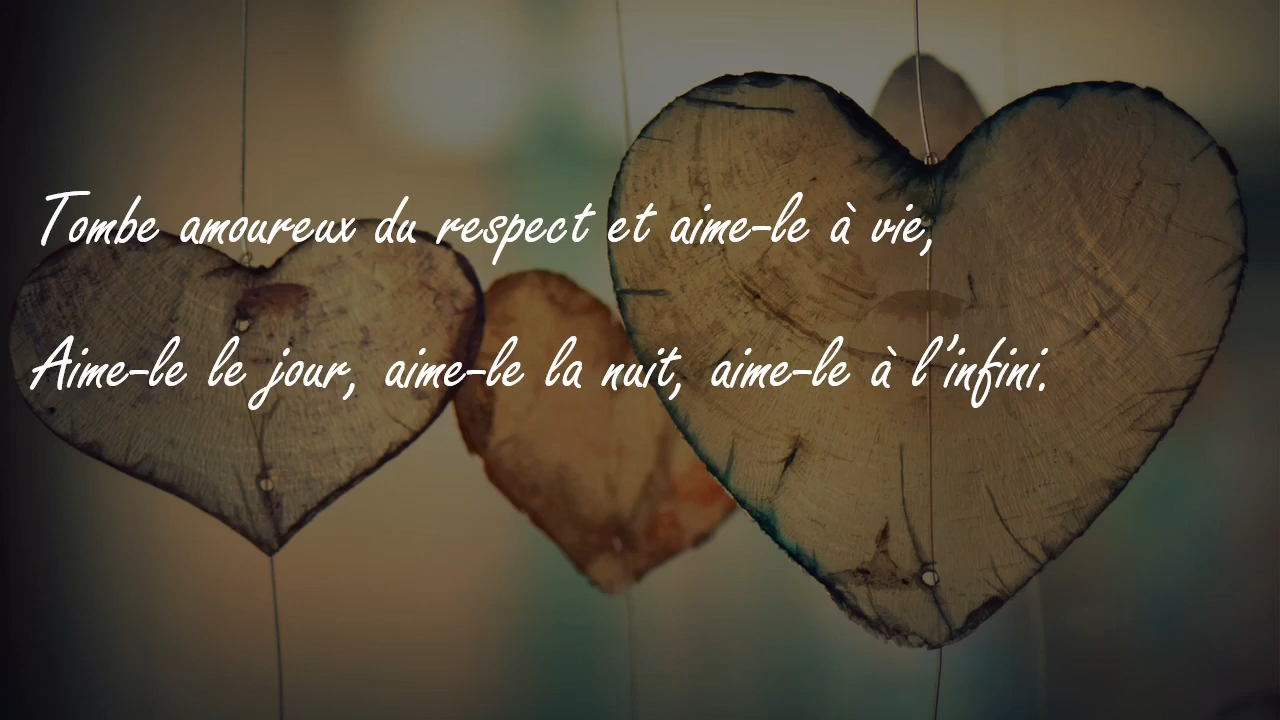 Tombe amoureux du respect et aime-le à vie,
Aime-le le jour, aime-le la nuit, aime-le à l'infini.